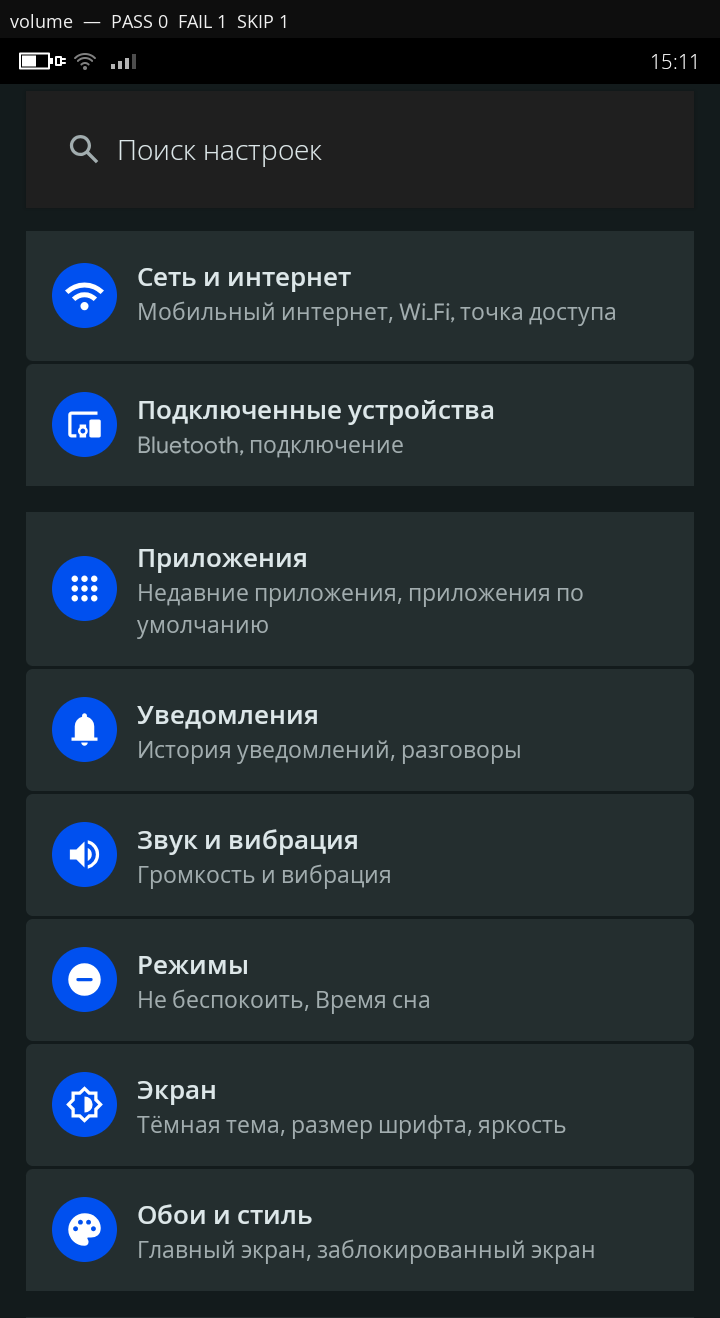 volume — PASS 0 FAIL 1 SKIP 1
15:11
Поиск настроек
Сеть и интернет
Мобильный интернет, Wi-Fi, точка доступа
Подключенные устройства
Bluetooth, подключение
Приложения
Недавние приложения, приложения по
умолчанию
Уведомления
История уведомлений, разговоры
Звук и вибрация
Громкость и вибрация
Режимы
Не беспокоить, Время сна
Экран
Тёмная тема, размер шрифта, яркость
Обои и стиль
Главный экран, заблокированный экран